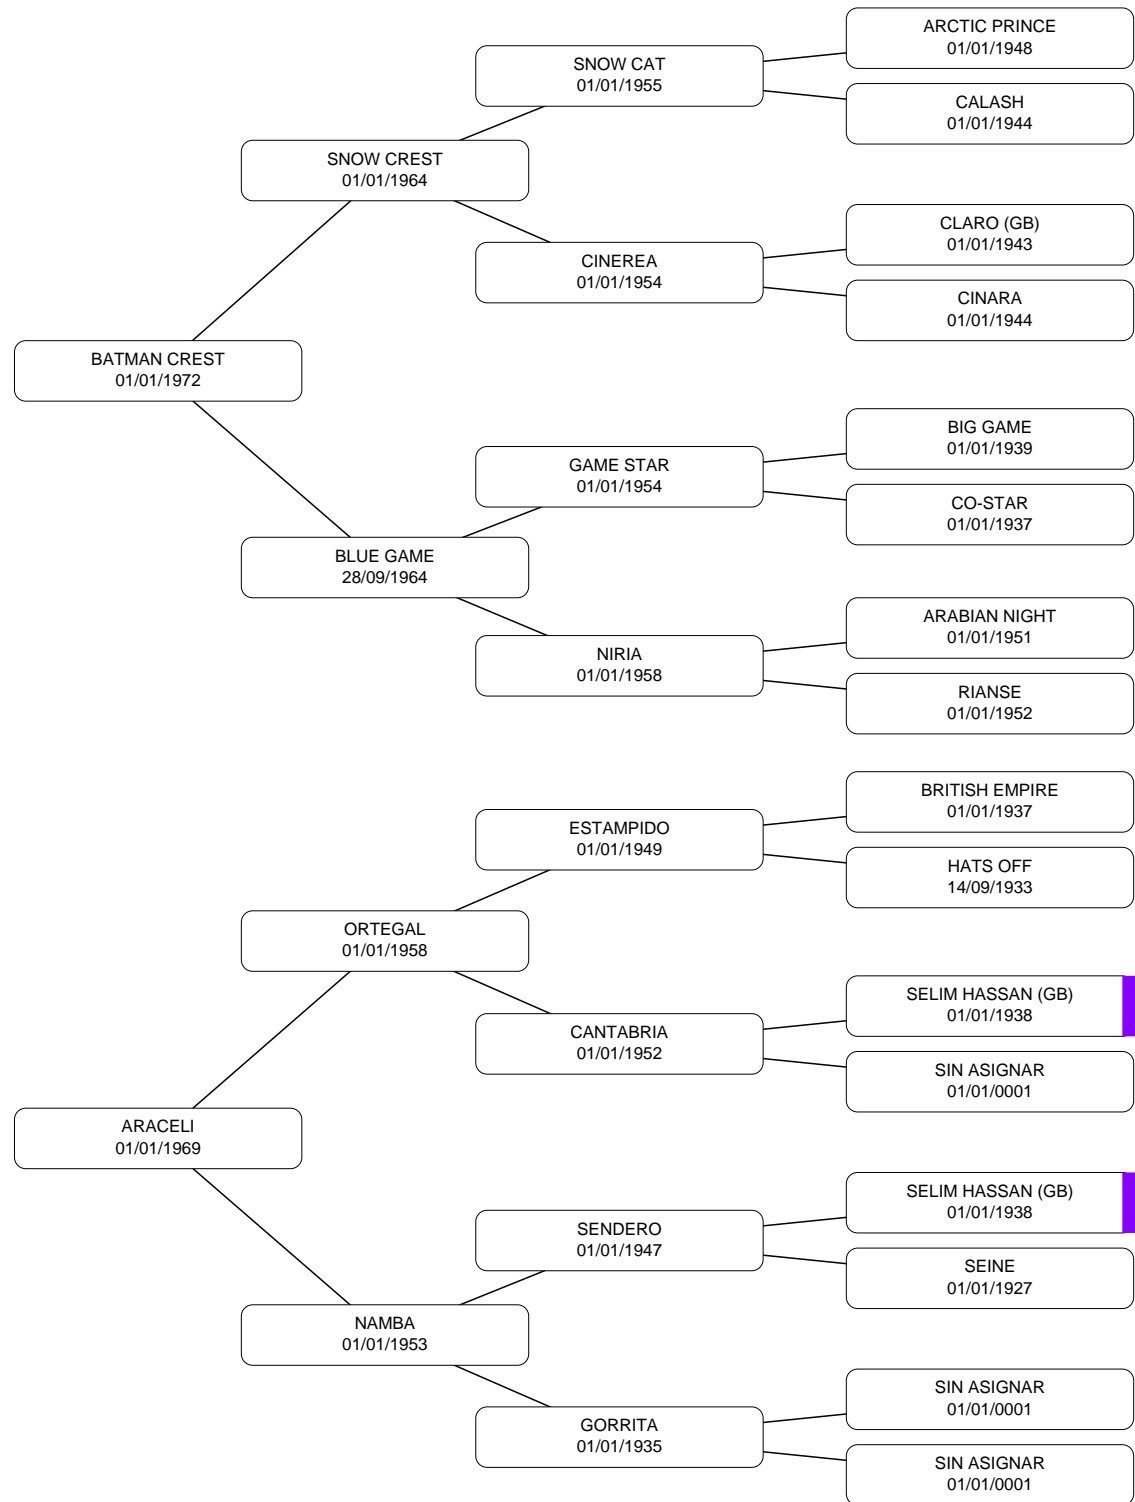 ARCTIC PRINCE
01/01/1948
SNOW CAT
01/01/1955
CALASH
01/01/1944
SNOW CREST
01/01/1964
CLARO (GB)
01/01/1943
CINEREA
01/01/1954
CINARA
01/01/1944
BATMAN CREST
01/01/1972
BIG GAME
01/01/1939
GAME STAR
01/01/1954
CO-STAR
01/01/1937
BLUE GAME
28/09/1964
ARABIAN NIGHT
01/01/1951
NIRIA
01/01/1958
RIANSE
01/01/1952
BRITISH EMPIRE
01/01/1937
ESTAMPIDO
01/01/1949
HATS OFF
14/09/1933
ORTEGAL
01/01/1958
SELIM HASSAN (GB)
01/01/1938
CANTABRIA
01/01/1952
SIN ASIGNAR
01/01/0001
ARACELI
01/01/1969
SELIM HASSAN (GB)
01/01/1938
SENDERO
01/01/1947
SEINE
01/01/1927
NAMBA
01/01/1953
SIN ASIGNAR
01/01/0001
GORRITA
01/01/1935
SIN ASIGNAR
01/01/0001